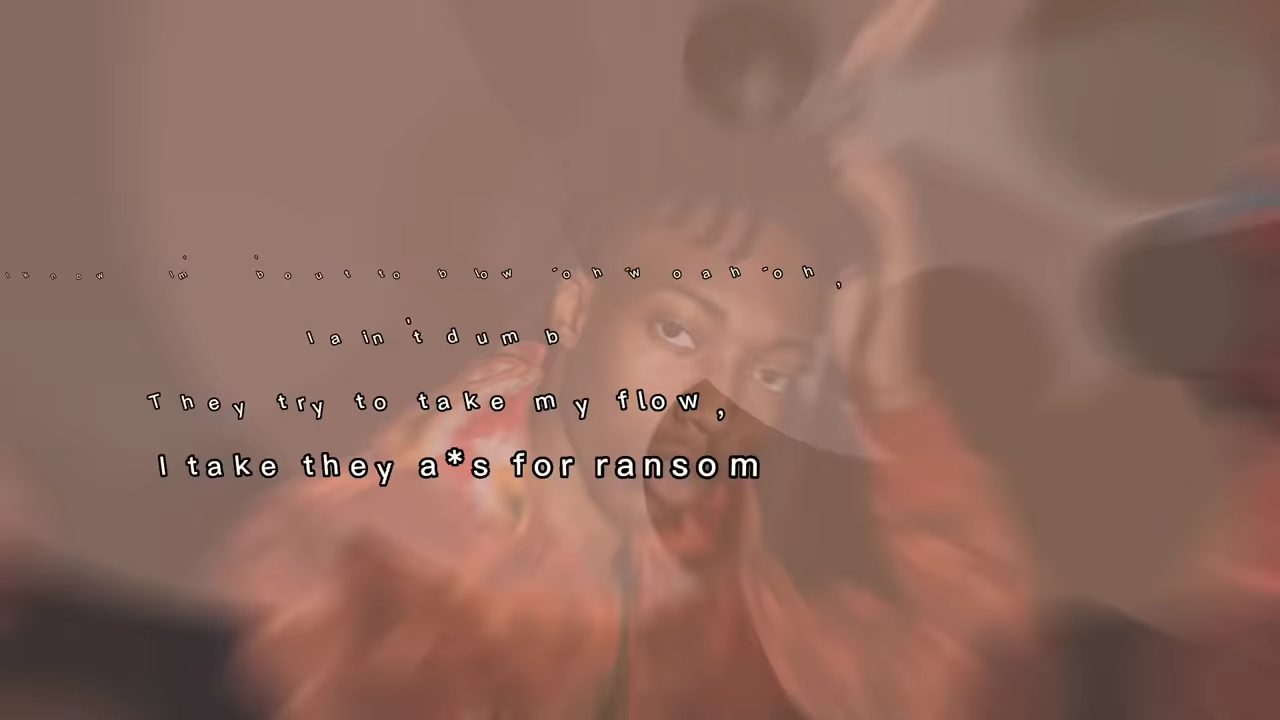 I know I'm 'bout to blow-oh-woah-oh,
I ain't dumb
They try to take my flow,
I take they a*s for ransom